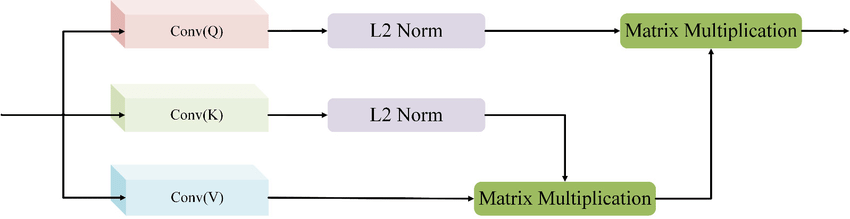 Conv(Q)
L2 Norm
Matrix Multiplication
Conv(K)
L2 Norm
Conv(V)
Matrix Multiplication